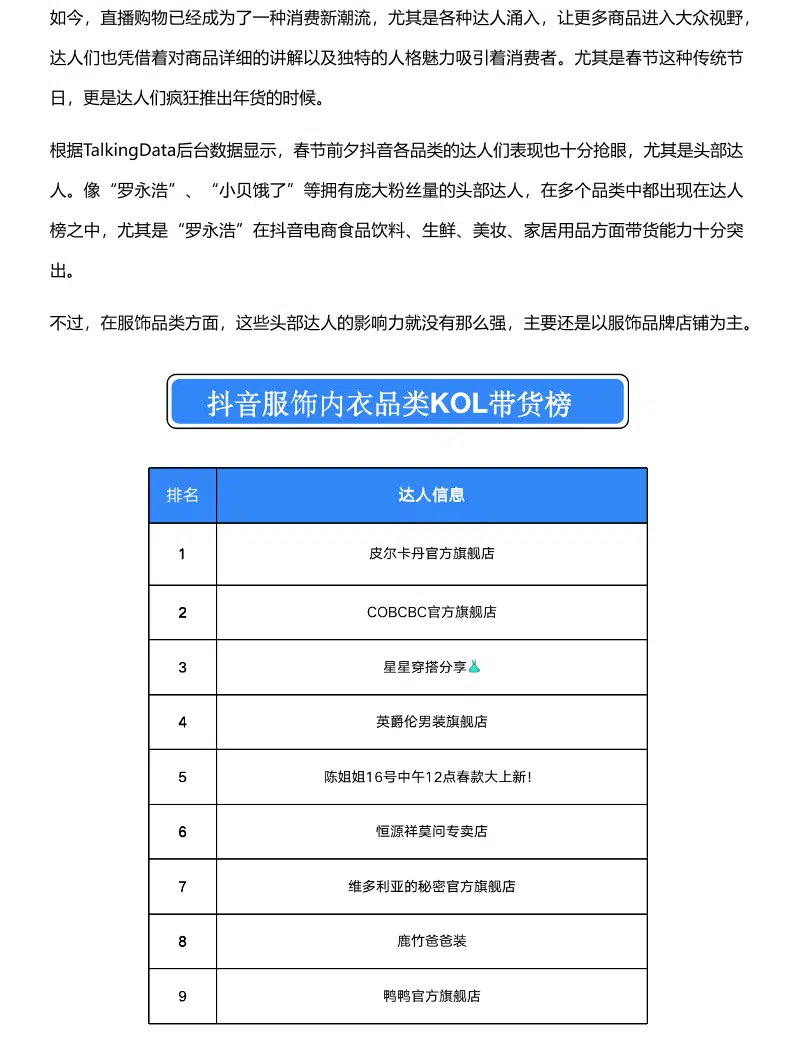 如今，直播购物已经成为了一种消费新潮流，尤其是各种达人涌入，让更多商品进入大众视野，
达人们也凭借着对商品详细的讲解以及独特的人格魅力吸引着消费者。尤其是春节这种传统节
日，更是达人们疯狂推出年货的时候。
根据TalkingData后台数据显示，春节前夕抖音各品类的达人们表现也十分抢眼，尤其是头部达
人。像“罗永浩”、“小贝饿了”等拥有庞大粉丝量的头部达人，在多个品类中都出现在达人
榜之中，尤其是“罗永浩”在抖音电商食品饮料、生鲜、美妆、家居用品方面带货能力十分突
出。
不过，在服饰品类方面，这些头部达人的影响力就没有那么强，主要还是以服饰品牌店铺为主。
抖音服饰内衣品类KOL带货榜
排名 达人信息
1 皮尔卡丹官方旗舰店
2 COBCBC官方旗舰店
3 星星穿搭分享
4 英爵伦男装旗舰店
5 陈姐姐16号中午12点春款大上新！
6 恒源祥莫问专卖店
7 维多利亚的秘密官方旗舰店
8 鹿竹爸爸装
9 鸭鸭官方旗舰店